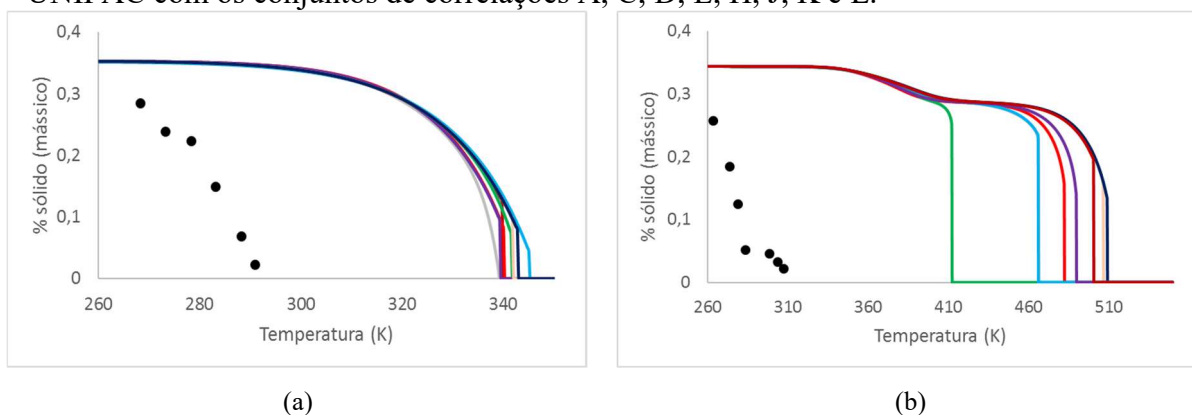 UNIFAC com os conjuntos de correlações A, C, D, E, H, J, K e L.
0,4
0,3
0,2
0,1
0
% sólido (mássico)
260 280 300 320 340
Temperatura (K)
0,4
0,3
0,2
0,1
0
% sólido (mássico)
260 310 360 410 460 510
Temperatura (K)
(a) (b)